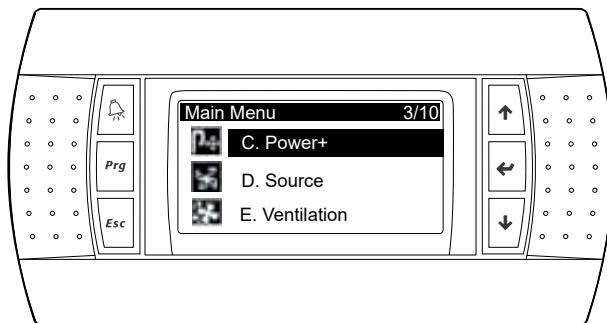 Main Menu 3/10
C. Power+
Prg
D. Source
E. Ventilation
Esc